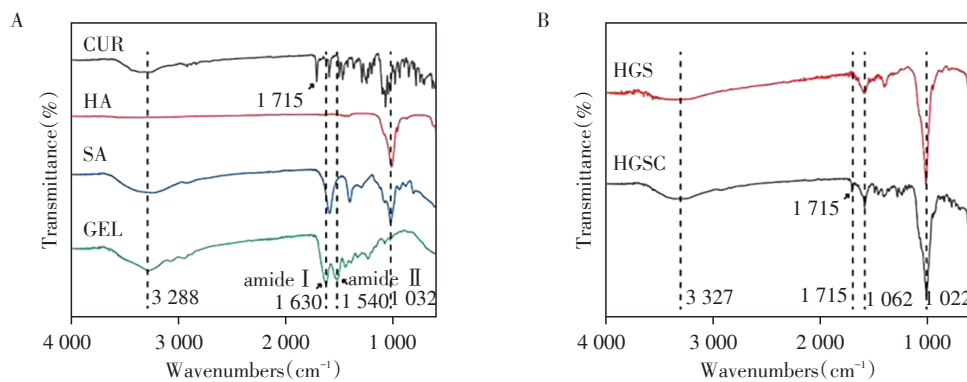 A
CUR
1 715
HA
SA
GEL
amide Ⅰ
amide Ⅱ
3 288
1 630
1 540
1 032
4 000
3 000
2 000
1 000
Wavenumbers(cm⁻¹)
Transmittance(%)
B
HGS
HGSC
1 715
3 327
1 715
1 062
1 022
4 000
3 000
2 000
1 000
Wavenumbers(cm⁻¹)
Transmittance(%)